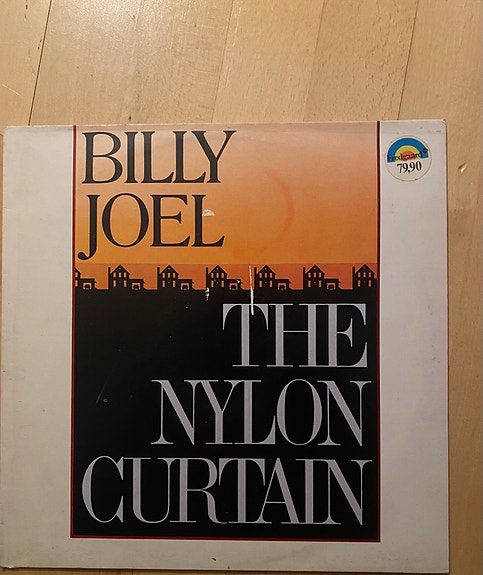 BILLY
JOEL
79,90
THE
NYLON
CURTAIN